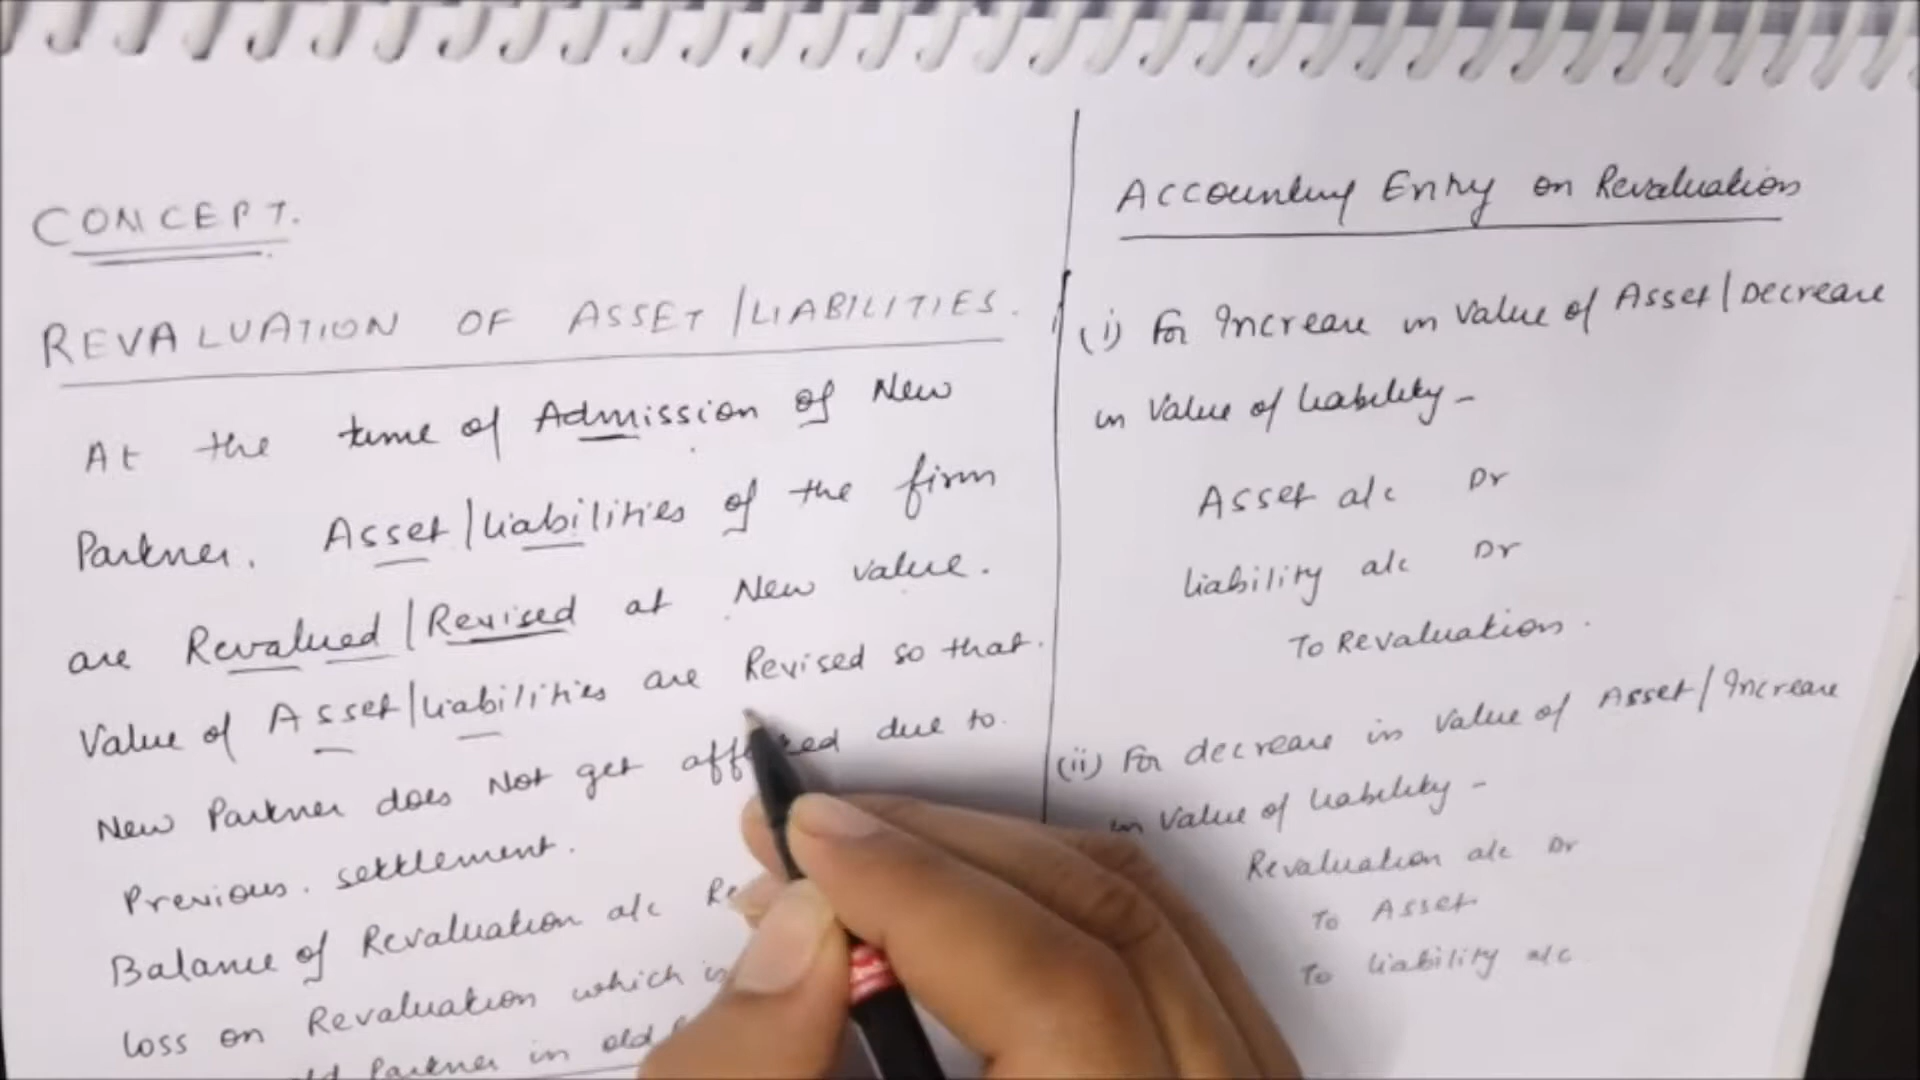 CONCEPT.
REVALUATION OF ASSET/LIABILITIES.
At the time of Admission of New
Partner. Asset/liabilities of the firm
are Revalued/Revised at New value.
Value of Asset/liabilities are Revised so that
New Partner does Not get due to
Previous. settlement.
Balance of Revaluation a/c
loss on Revaluation which is
Partner in old
Accounting Entry on Revaluation
(i) For Increase in Value of Asset/Decrease
in Value of liability -
Asset a/c Dr
liability a/c Dr
To Revaluation.
(ii) For decrease in Value of Asset/Increase
in Value of liability -
Revaluation a/c Dr
To Asset
To liability a/c